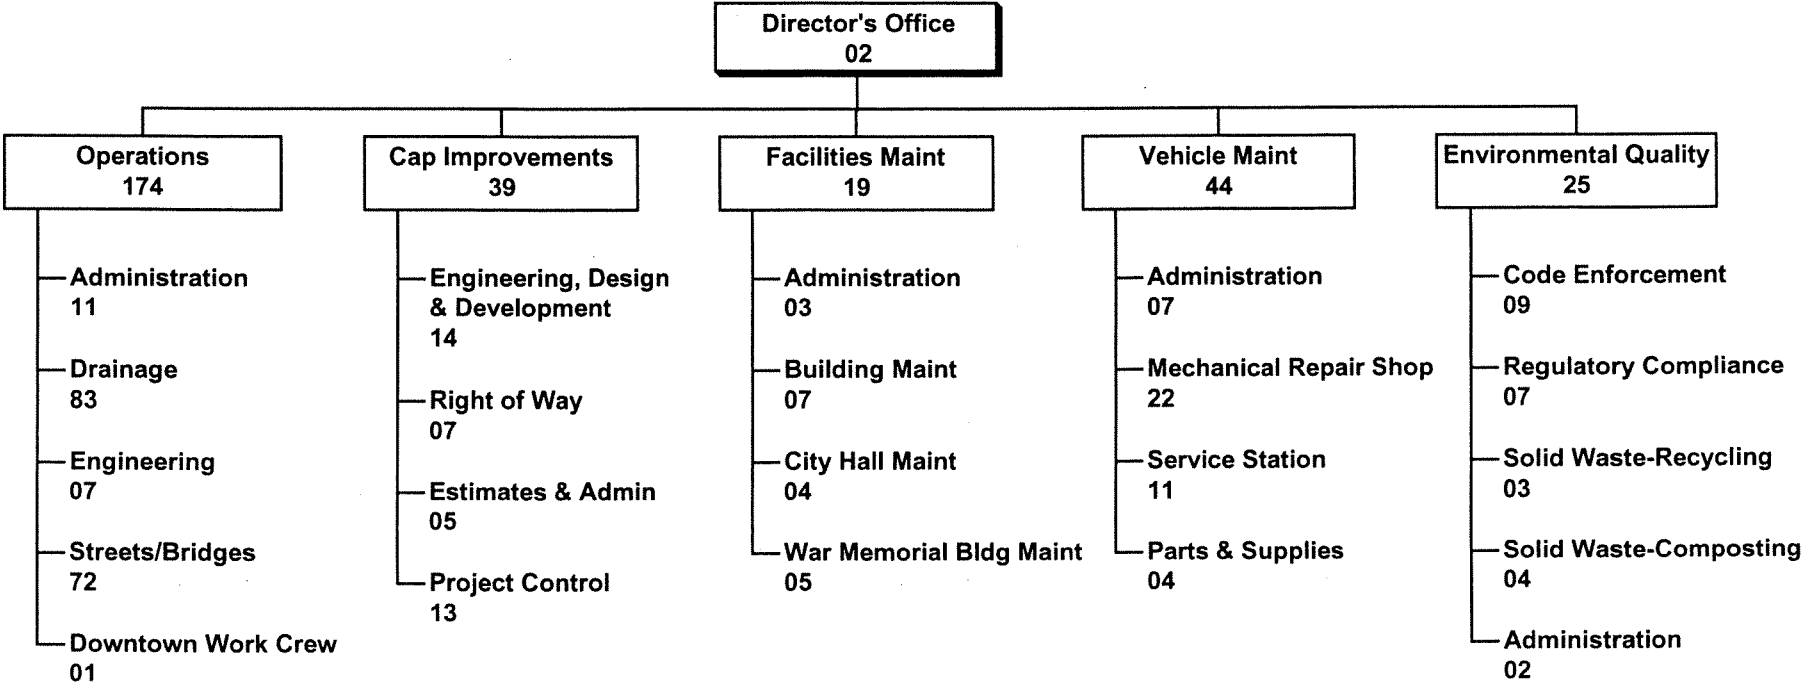 Director's Office
02
Operations
174
Administration
11
Drainage
83
Engineering
07
Streets/Bridges
72
Downtown Work Crew
01
Cap Improvements
39
Engineering, Design
& Development
14
Right of Way
07
Estimates & Admin
05
Project Control
13
Facilities Maint
19
Administration
03
Building Maint
07
City Hall Maint
04
War Memorial Bldg Maint
05
Vehicle Maint
44
Administration
07
Mechanical Repair Shop
22
Service Station
11
Parts & Supplies
04
Environmental Quality
25
Code Enforcement
09
Regulatory Compliance
07
Solid Waste-Recycling
03
Solid Waste-Composting
04
Administration
02